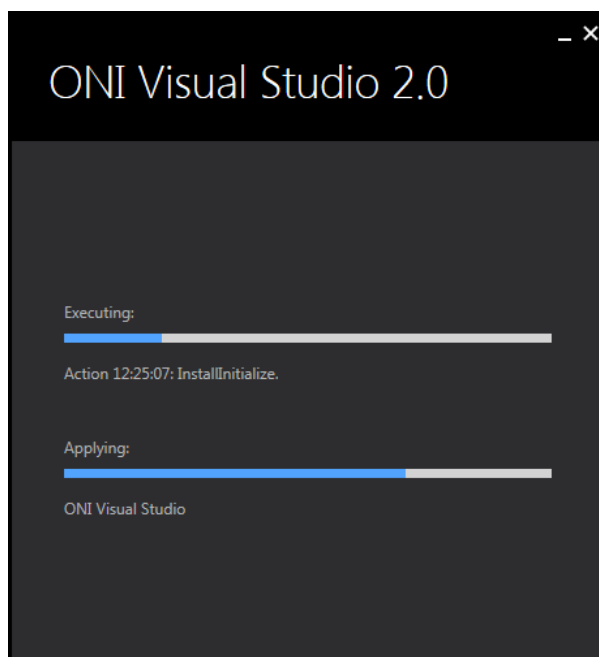 ONI Visual Studio 2.0
Executing:
Action 12:25:07: InstallInitialize.
Applying:
ONI Visual Studio